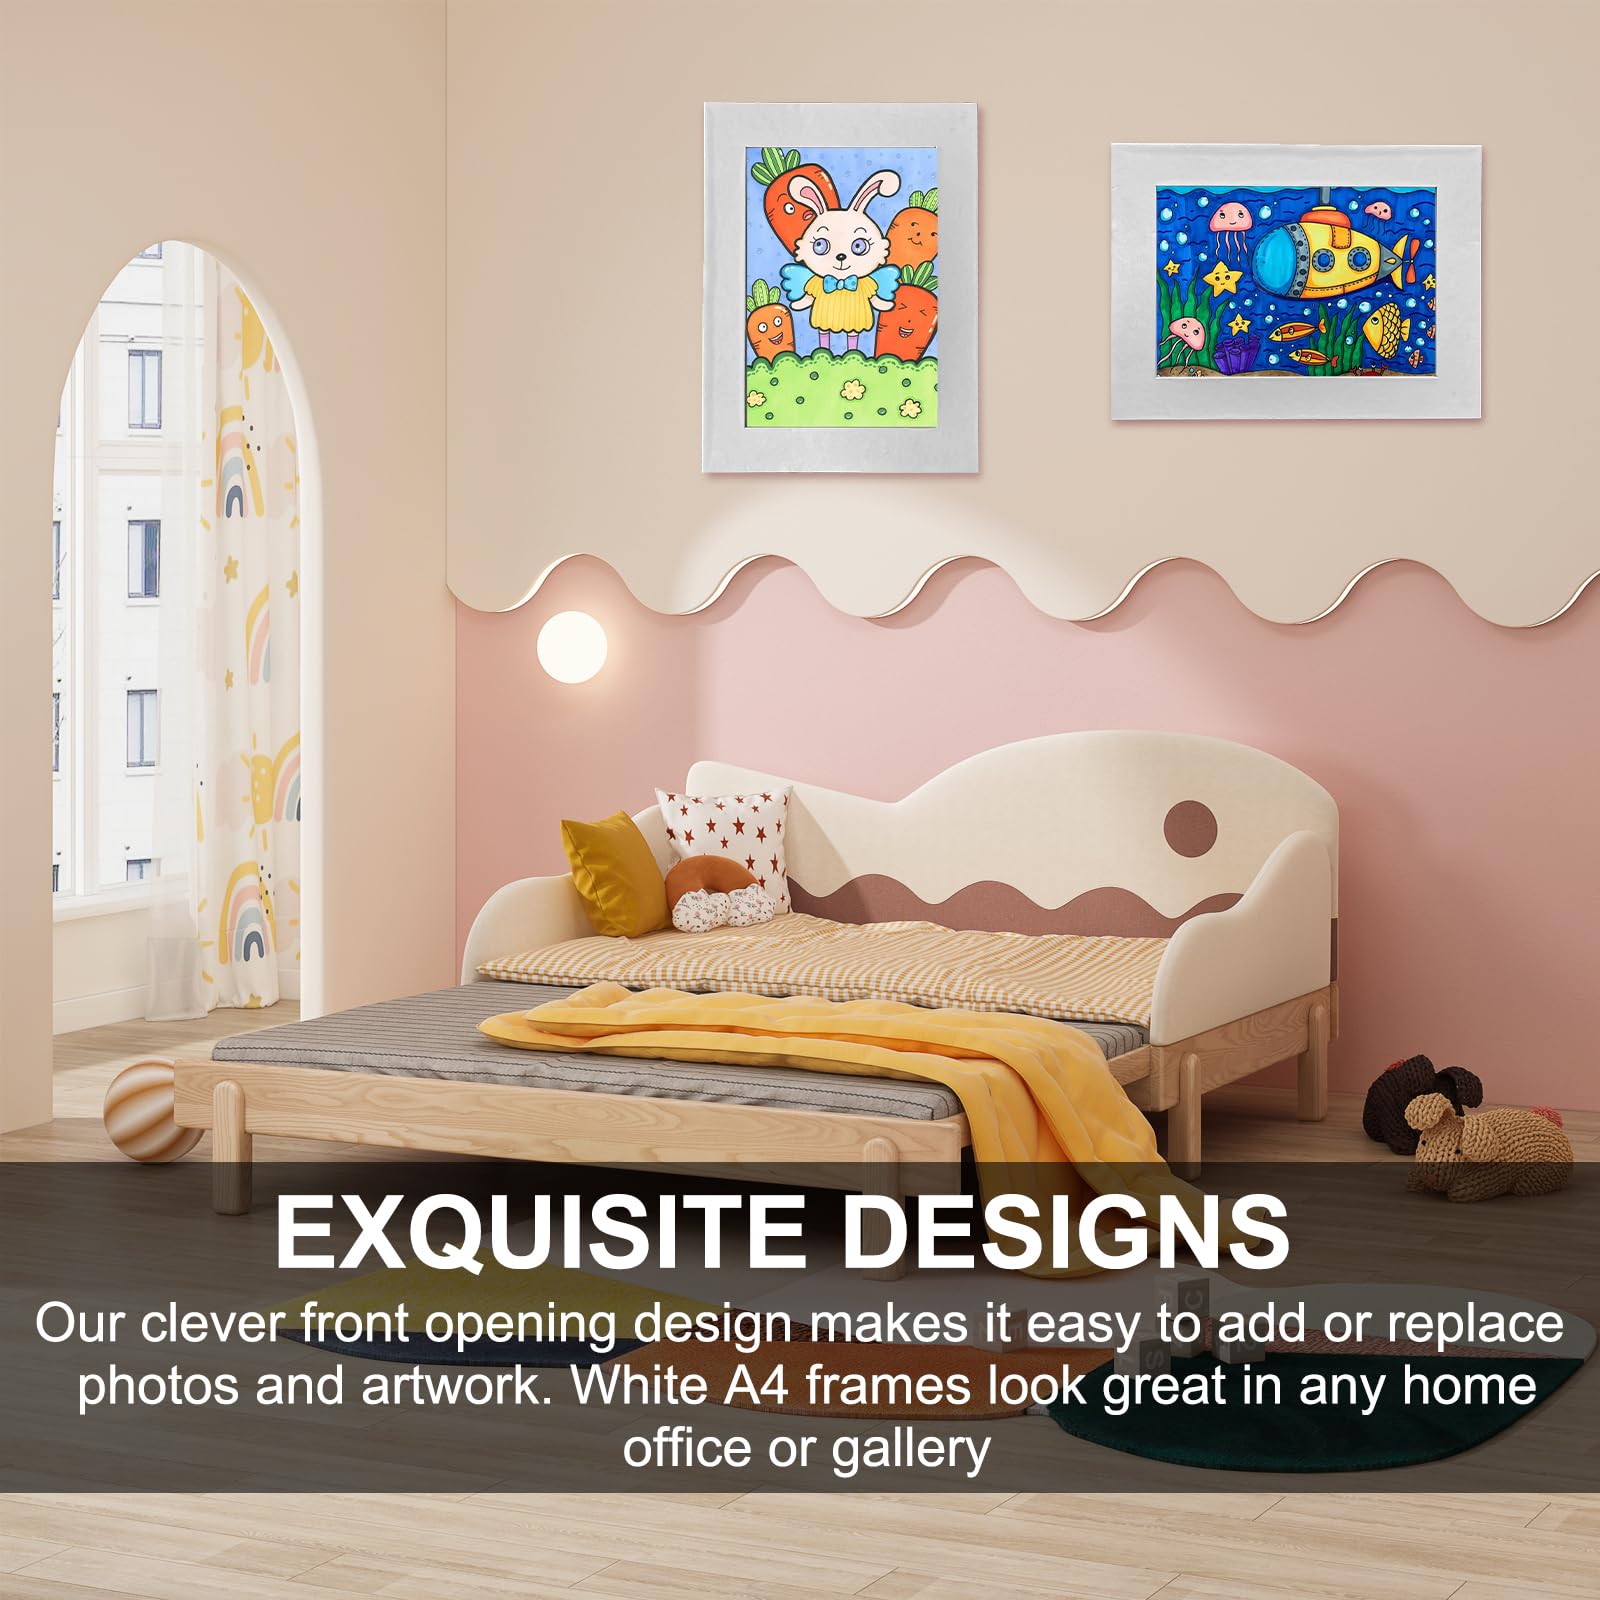 EXQUISITE DESIGNS
Our clever front opening design makes it easy to add or replace
photos and artwork. White A4 frames look great in any home
office or gallery